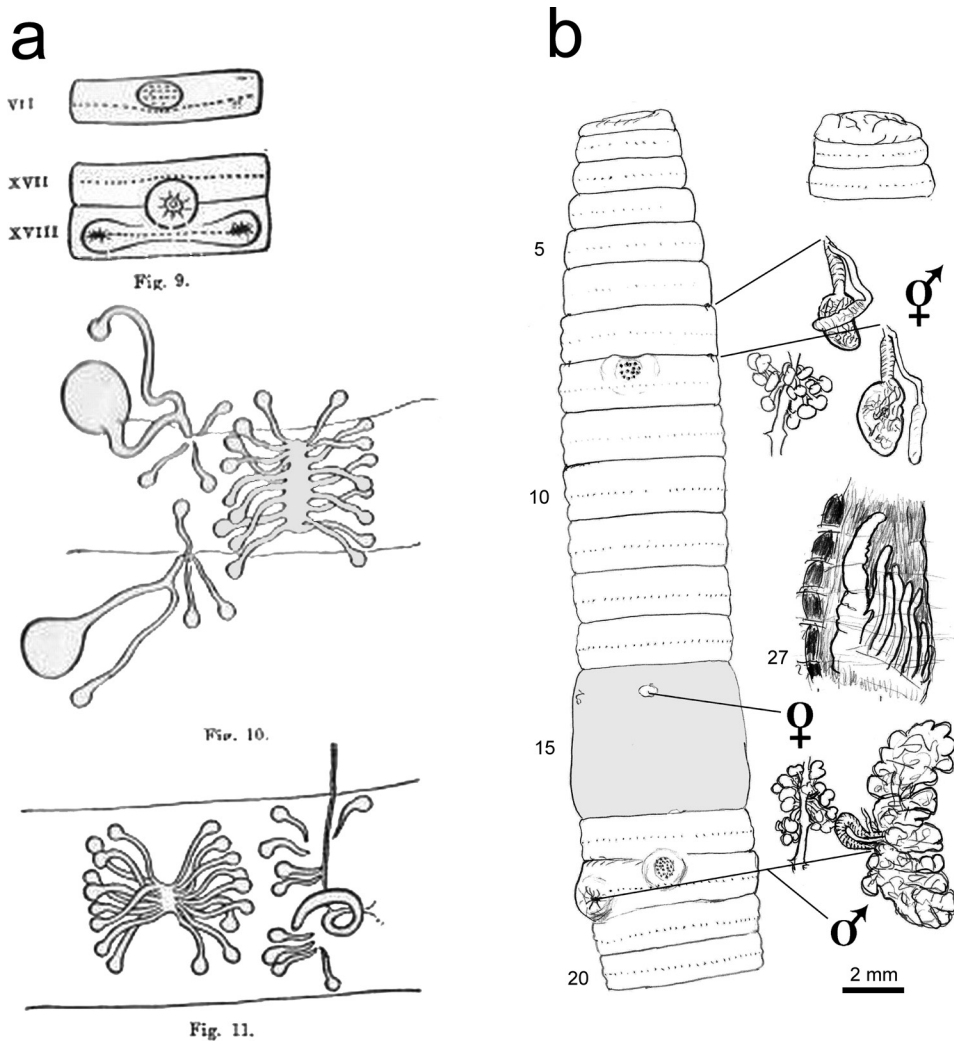 a
VII
XVII
XVIII
Fig. 9.
Fig. 10.
Fig. 11.
b
5
10
27
15
20
2 mm